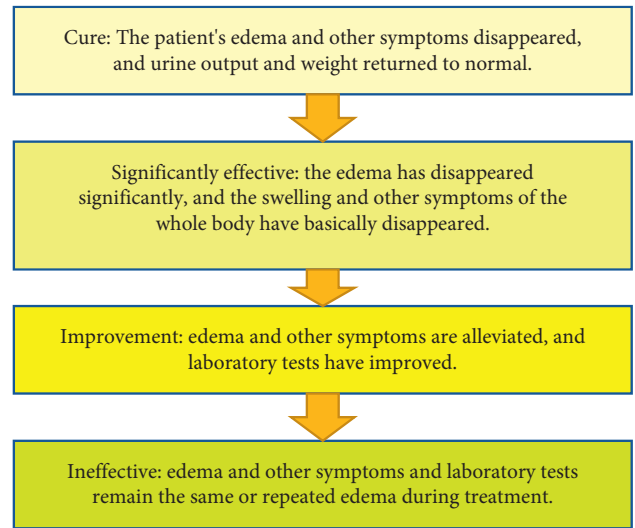 Cure: The patient's edema and other symptoms disappeared,
and urine output and weight returned to normal.
Significantly effective: the edema has disappeared
significantly, and the swelling and other symptoms of the
whole body have basically disappeared.
Improvement: edema and other symptoms are alleviated, and
laboratory tests have improved.
Ineffective: edema and other symptoms and laboratory tests
remain the same or repeated edema during treatment.